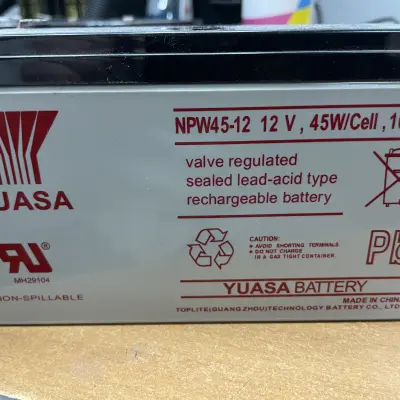 NPW45-12 12 V , 45W/Cell ,
YUASA
valve regulated
sealed lead-acid type
rechargeable battery
CAUTION:
AVOID SHORTING TERMINALS.
DO NOT CHARGE
IN A GAS TIGHT CONTAINER.
Pb
MH29104
NON-SPILLABLE
YUASA BATTERY
MADE IN CHINA
TOPLITE(GUANGZHOU)TECHNOLOGY BATTERY CO., LTD